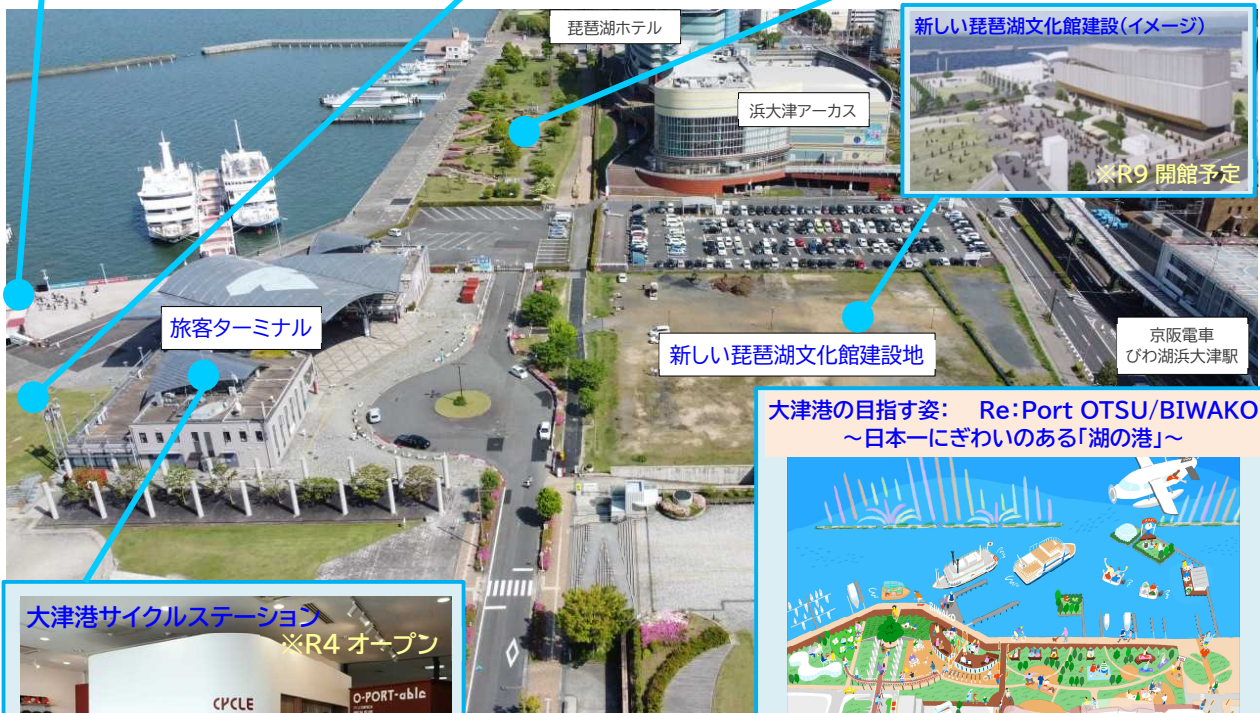 琵琶湖ホテル
浜大津アーカス
新しい琵琶湖文化館建設(イメージ)
※R9 開館予定
旅客ターミナル
新しい琵琶湖文化館建設地
京阪電車
びわ湖浜大津駅
大津港の目指す姿: Re:Port OTSU/BIWAKO
～日本一にぎわいのある「湖の港」～
大津港サイクルステーション
※R4 オープン
CYCLE
O-PORT-able